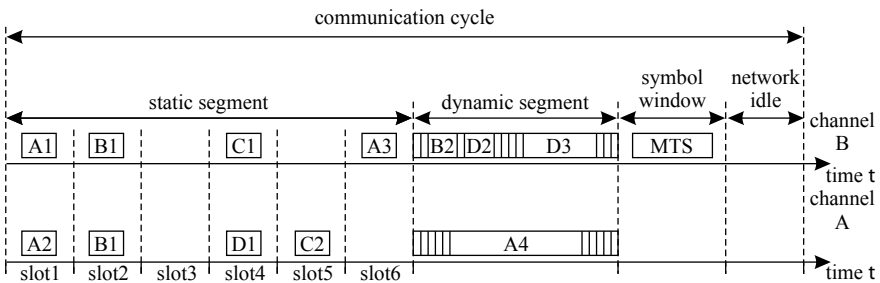 communication cycle
static segment
dynamic segment
symbol
window
network
idle
channel
B
A1
B1
C1
A3
B2
D2
D3
MTS
time t
channel
A
A2
B1
D1
C2
A4
time t
slot1
slot2
slot3
slot4
slot5
slot6